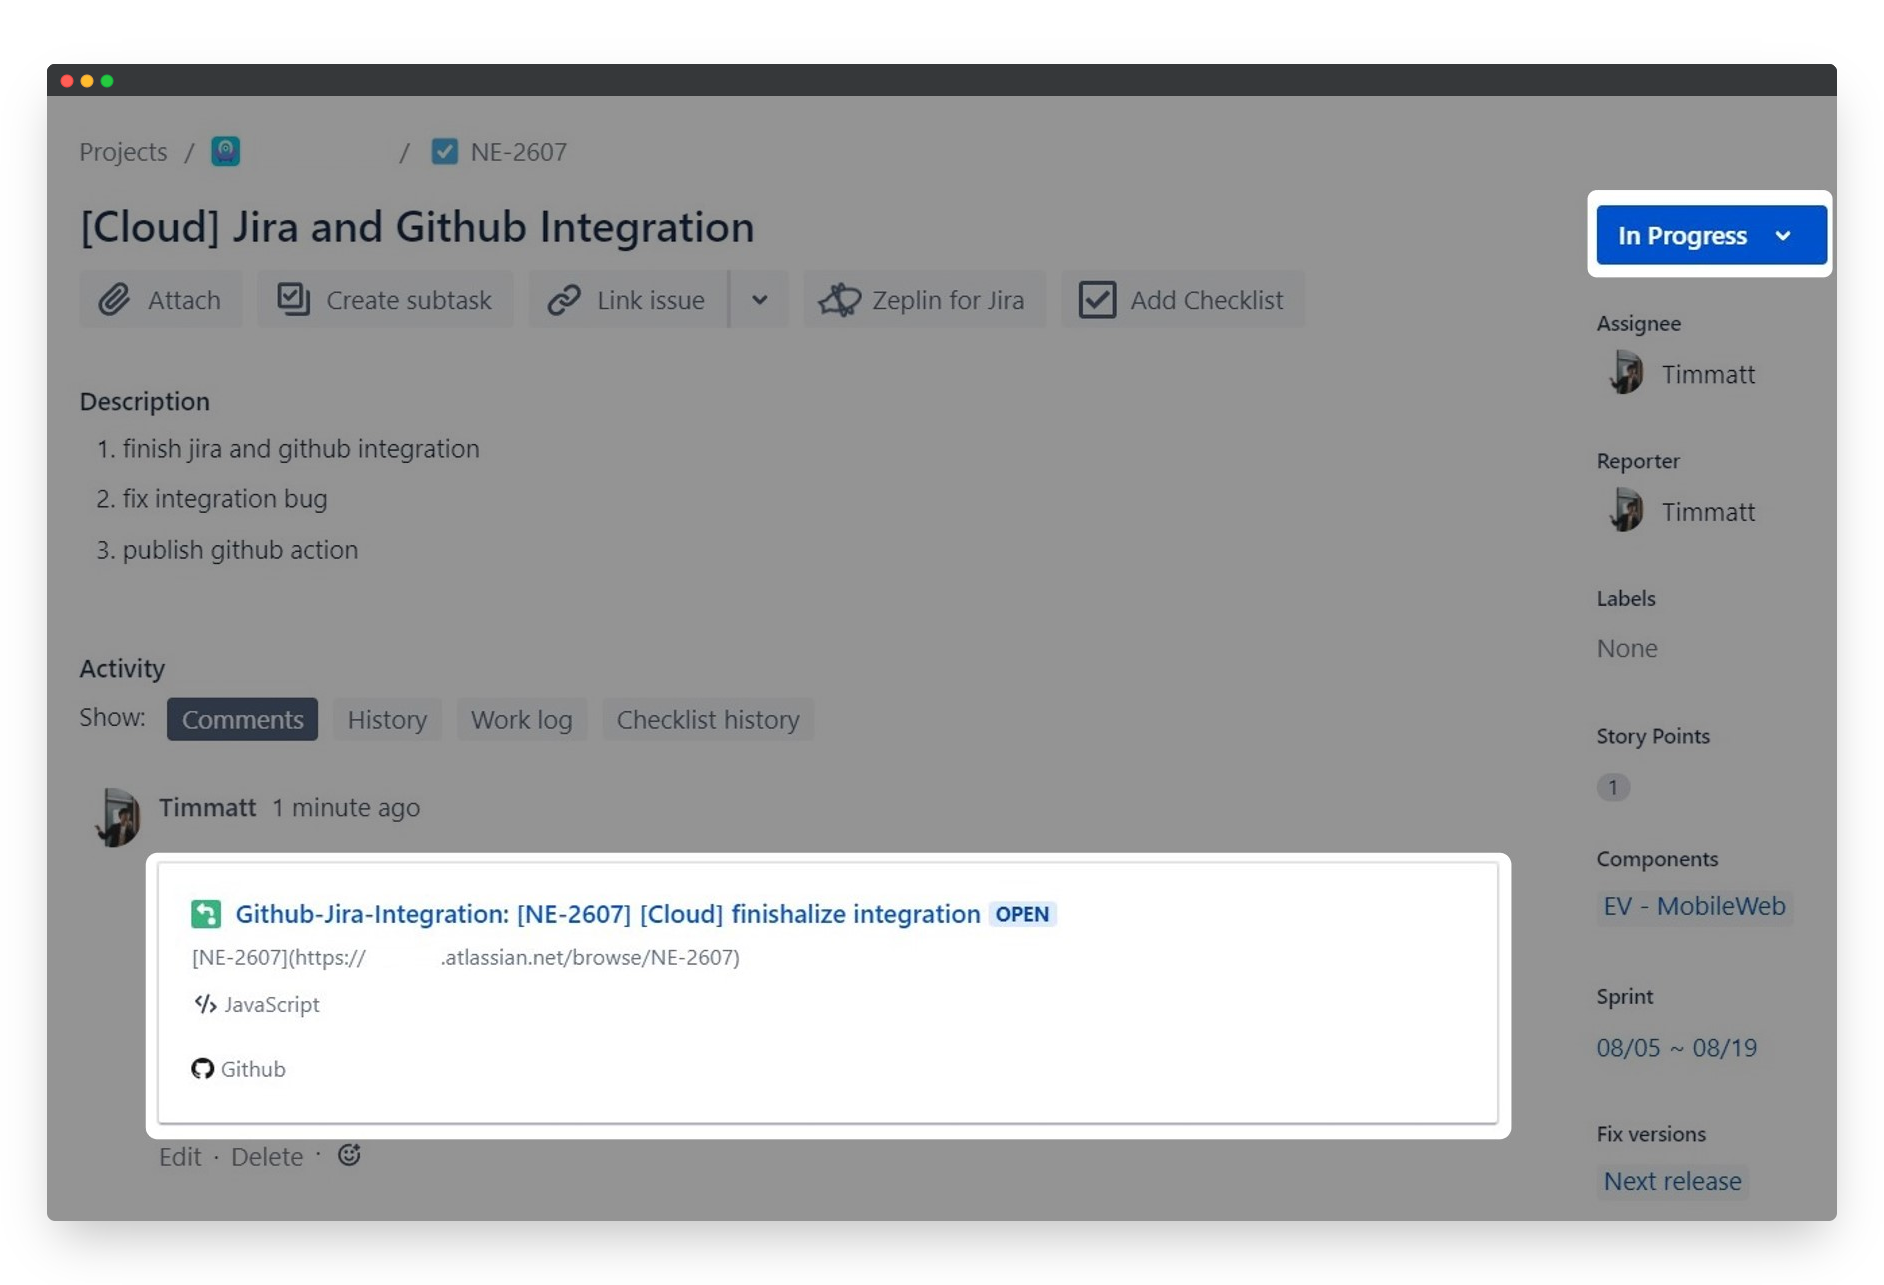 Projects / / NE-2607
[Cloud] Jira and Github Integration
In Progress
Attach
Create subtask
Link issue
Zeplin for Jira
Add Checklist
Description
1. finish jira and github integration
2. fix integration bug
3. publish github action
Activity
Show: Comments History Work log Checklist history
Timmatt 1 minute ago
Github-Jira-Integration: [NE-2607] [Cloud] finishalize integration OPEN
[NE-2607](https:// .atlassian.net/browse/NE-2607)
</> JavaScript
Github
Edit · Delete ·
Assignee
Timmatt
Reporter
Timmatt
Labels
None
Story Points
1
Components
EV - MobileWeb
Sprint
08/05 ~ 08/19
Fix versions
Next release